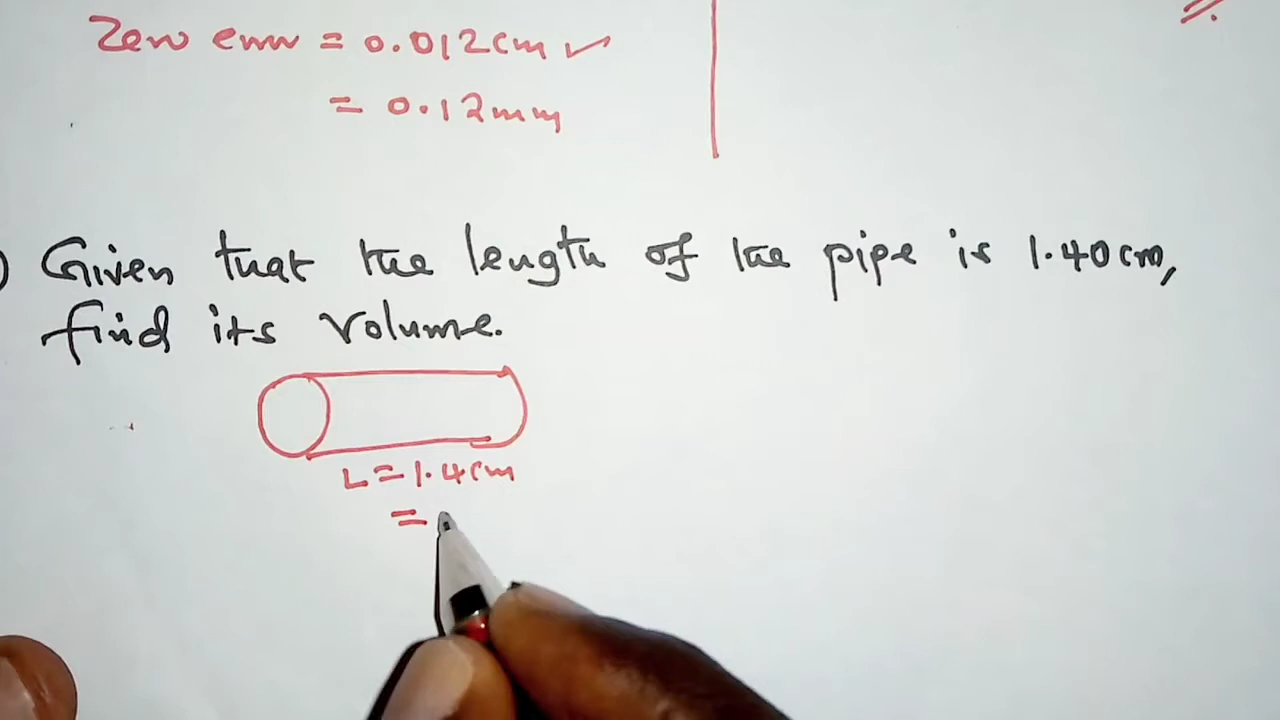 Zero error = 0.012cm ✓
= 0.12mm
) Given that the length of the pipe is 1.40cm,
find its volume.
L = 1.4cm
=